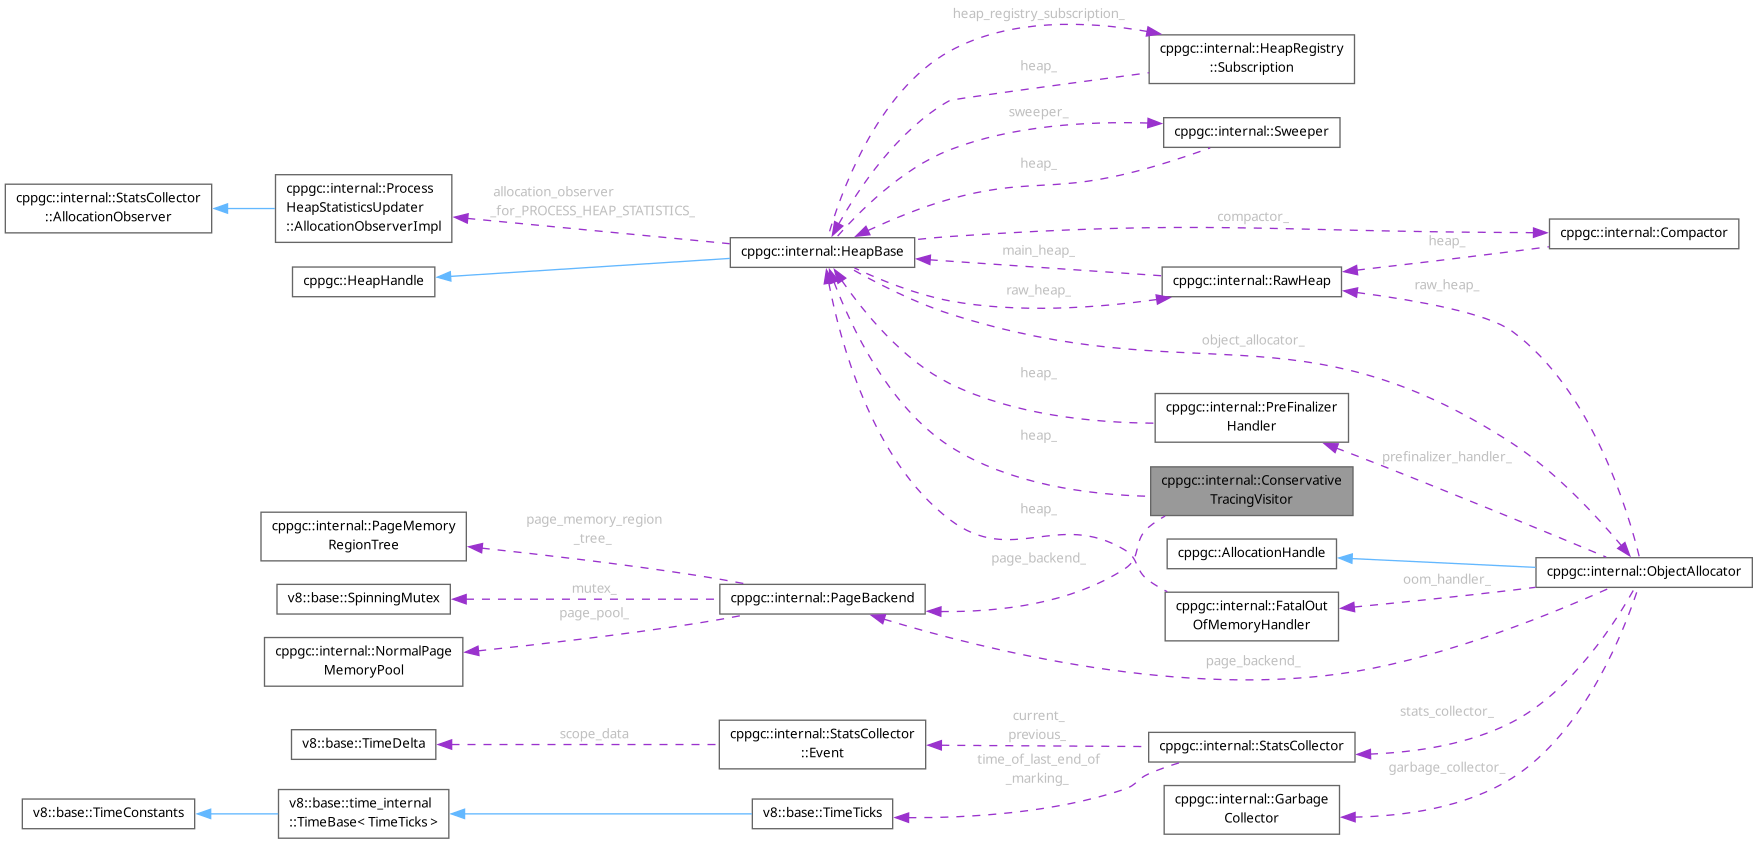 heap_registry_subscription_
cppgc::internal::HeapRegistry
::Subscription
heap_
sweeper_
cppgc::internal::Sweeper
heap_
cppgc::internal::StatsCollector
::AllocationObserver
cppgc::internal::Process
HeapStatisticsUpdater
::AllocationObserverImpl
allocation_observer
_for_PROCESS_HEAP_STATISTICS_
cppgc::internal::HeapBase
cppgc::HeapHandle
compactor_
cppgc::internal::Compactor
main_heap_
heap_
cppgc::internal::RawHeap
raw_heap_
raw_heap_
object_allocator_
heap_
cppgc::internal::PreFinalizer
Handler
heap_
prefinalizer_handler_
cppgc::internal::Conservative
TracingVisitor
heap_
page_backend_
cppgc::AllocationHandle
cppgc::internal::ObjectAllocator
cppgc::internal::PageMemory
RegionTree
page_memory_region
_tree_
v8::base::SpinningMutex
mutex_
cppgc::internal::PageBackend
cppgc::internal::NormalPage
MemoryPool
page_pool_
oom_handler_
cppgc::internal::FatalOut
OfMemoryHandler
page_backend_
stats_collector_
v8::base::TimeDelta
scope_data
cppgc::internal::StatsCollector
::Event
current_
previous_
cppgc::internal::StatsCollector
time_of_last_end_of
_marking_
garbage_collector_
v8::base::TimeConstants
v8::base::time_internal
::TimeBase< TimeTicks >
v8::base::TimeTicks
cppgc::internal::Garbage
Collector